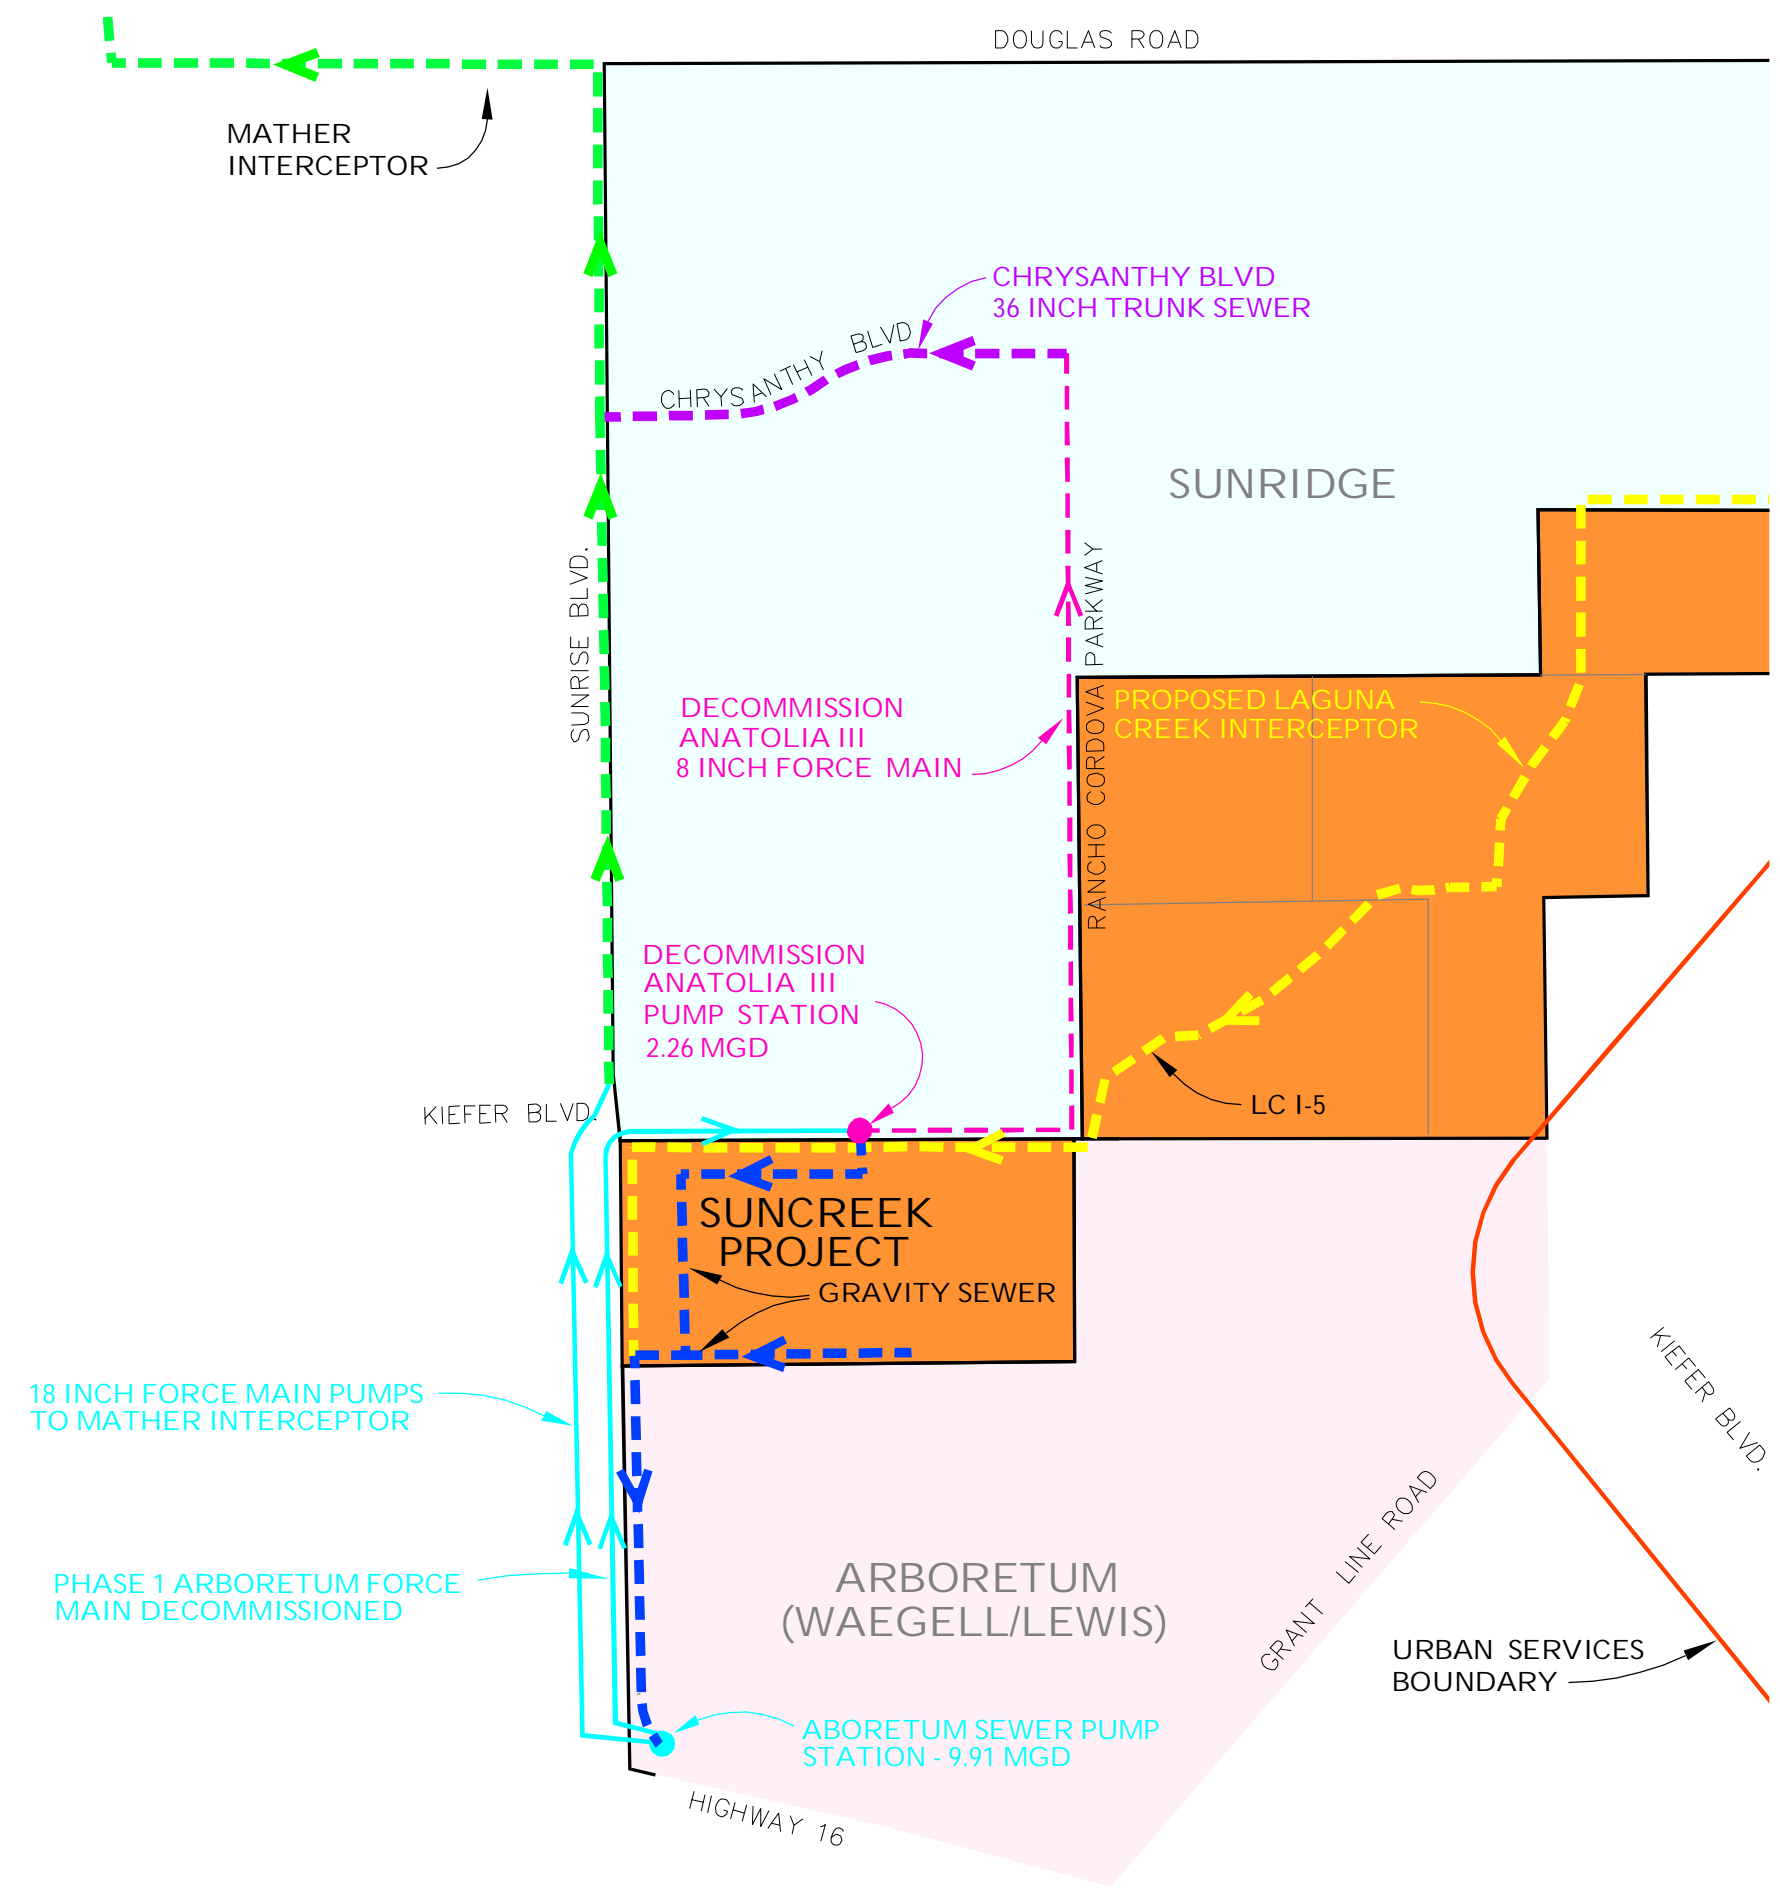 DOUGLAS ROAD
MATHER
INTERCEPTOR
CHRYSANTHY BLVD
36 INCH TRUNK SEWER
CHRYSANTHY BLVD
SUNRIDGE
SUNRISE BLVD.
RANCHO CORDOVA PARKWAY
DECOMMISSION
ANATOLIA III
8 INCH FORCE MAIN
PROPOSED LAGUNA
CREEK INTERCEPTOR
DECOMMISSION
ANATOLIA III
PUMP STATION
2.26 MGD
KIEFER BLVD.
LC I-5
SUNCREEK
PROJECT
GRAVITY SEWER
KIEFER BLVD.
18 INCH FORCE MAIN PUMPS
TO MATHER INTERCEPTOR
PHASE 1 ARBORETUM FORCE
MAIN DECOMMISSIONED
ARBORETUM
(WAEGELL/LEWIS)
GRANT LINE ROAD
URBAN SERVICES
BOUNDARY
ABORETUM SEWER PUMP
STATION - 9.91 MGD
HIGHWAY 16